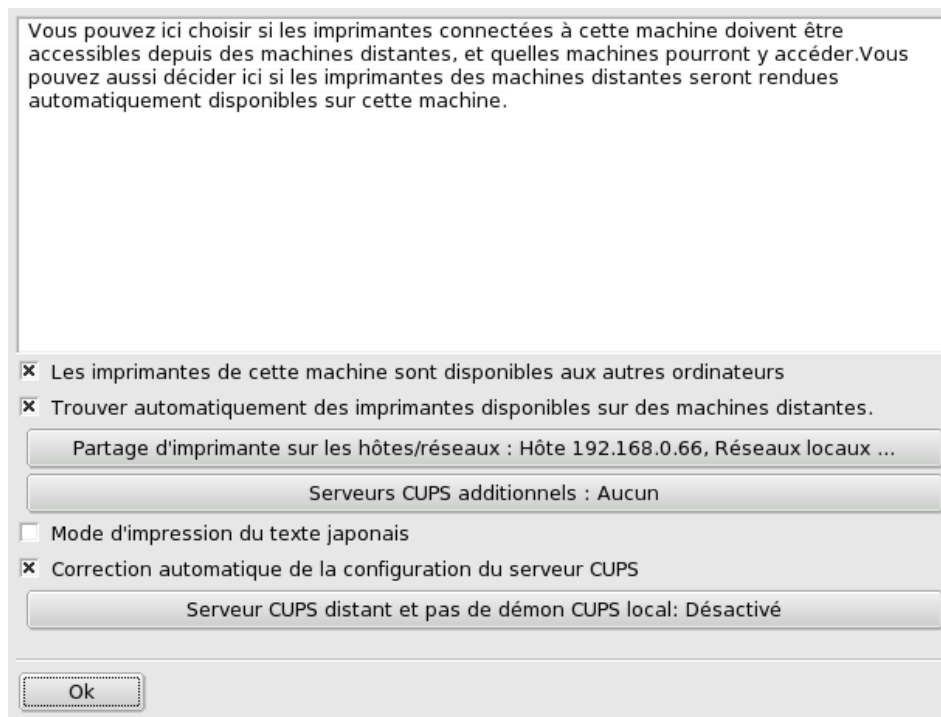 Vous pouvez ici choisir si les imprimantes connectées à cette machine doivent être
accessibles depuis des machines distantes, et quelles machines pourront y accéder.Vous
pouvez aussi décider ici si les imprimantes des machines distantes seront rendues
automatiquement disponibles sur cette machine.
Les imprimantes de cette machine sont disponibles aux autres ordinateurs
Trouver automatiquement des imprimantes disponibles sur des machines distantes.
Partage d'imprimante sur les hôtes/réseaux : Hôte 192.168.0.66, Réseaux locaux ...
Serveurs CUPS additionnels : Aucun
Mode d'impression du texte japonais
Correction automatique de la configuration du serveur CUPS
Serveur CUPS distant et pas de démon CUPS local: Désactivé
Ok